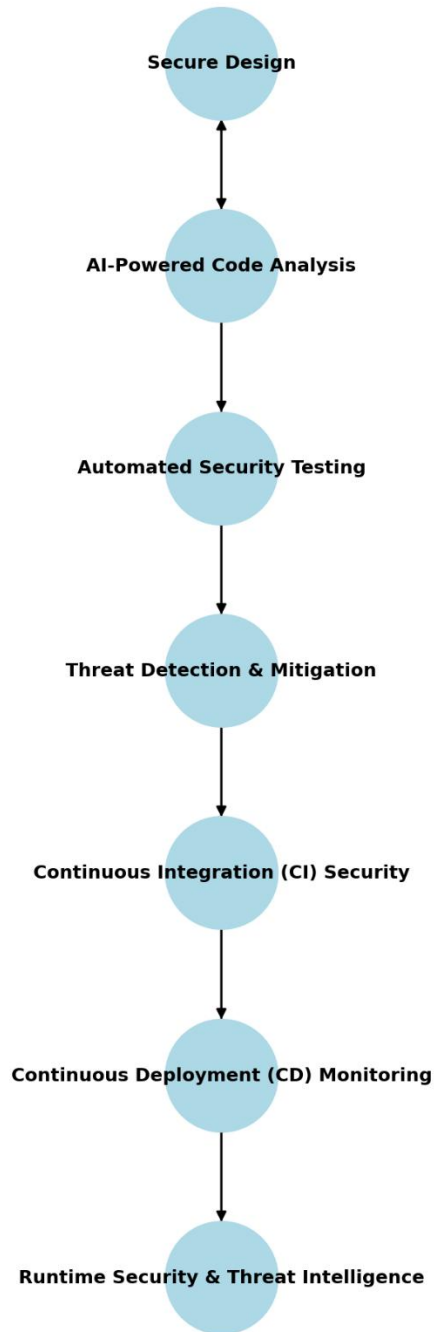 Secure Design
AI-Powered Code Analysis
Automated Security Testing
Threat Detection & Mitigation
Continuous Integration (CI) Security
Continuous Deployment (CD) Monitoring
Runtime Security & Threat Intelligence